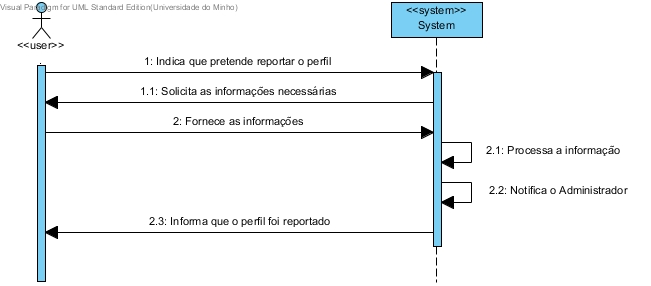 Visual Paradigm for UML Standard Edition(Universidade do Minho)
<<system>>
System
<<user>>
1: Indica que pretende reportar o perfil
1.1: Solicita as informações necessárias
2: Fornece as informações
2.1: Processa a informação
2.2: Notifica o Administrador
2.3: Informa que o perfil foi reportado